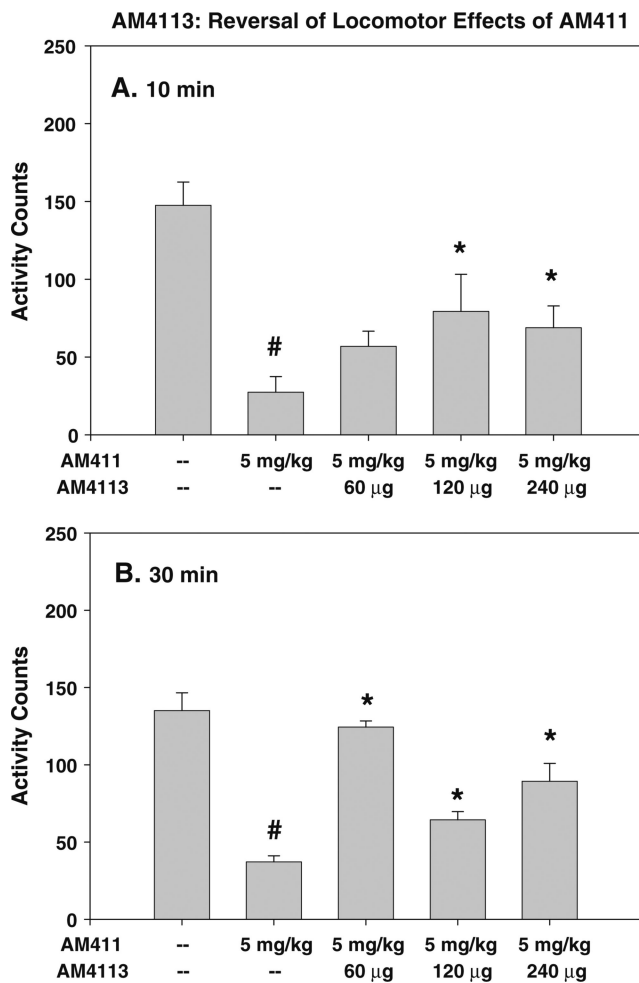 AM4113: Reversal of Locomotor Effects of AM411
A. 10 min
Activity Counts
250
200
150
100
50
0
# * *
AM411 -- 5 mg/kg 5 mg/kg 5 mg/kg 5 mg/kg
AM4113 -- -- 60 µg 120 µg 240 µg
B. 30 min
Activity Counts
250
200
150
100
50
0
# * * *
AM411 -- 5 mg/kg 5 mg/kg 5 mg/kg 5 mg/kg
AM4113 -- -- 60 µg 120 µg 240 µg